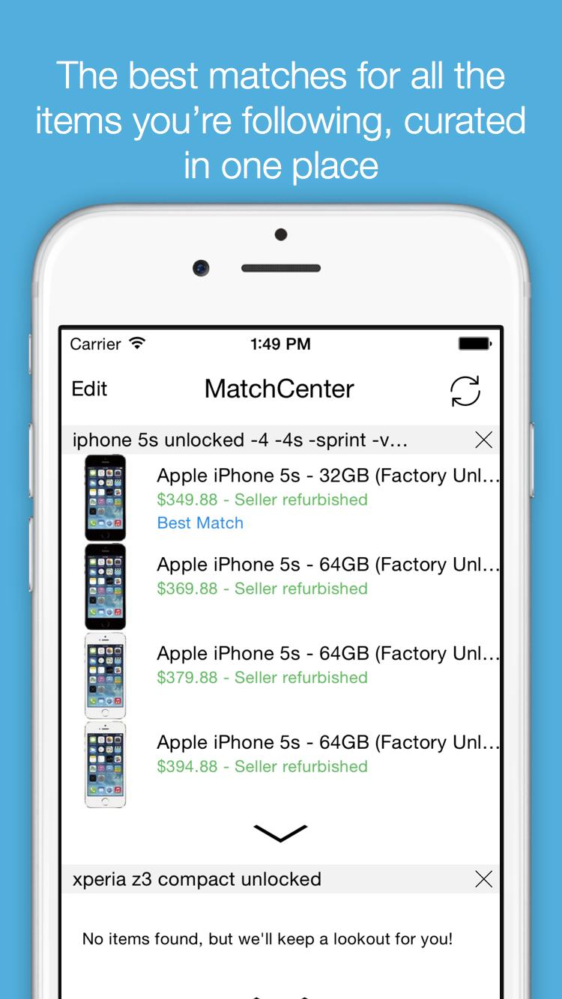 The best matches for all the
items you’re following, curated
in one place
Carrier 1:49 PM
Edit MatchCenter
iphone 5s unlocked -4 -4s -sprint -v...
Apple iPhone 5s - 32GB (Factory Unl...
$349.88 - Seller refurbished
Best Match
Apple iPhone 5s - 64GB (Factory Unl...
$369.88 - Seller refurbished
Apple iPhone 5s - 64GB (Factory Unl...
$379.88 - Seller refurbished
Apple iPhone 5s - 64GB (Factory Unl...
$394.88 - Seller refurbished
xperia z3 compact unlocked
No items found, but we'll keep a lookout for you!